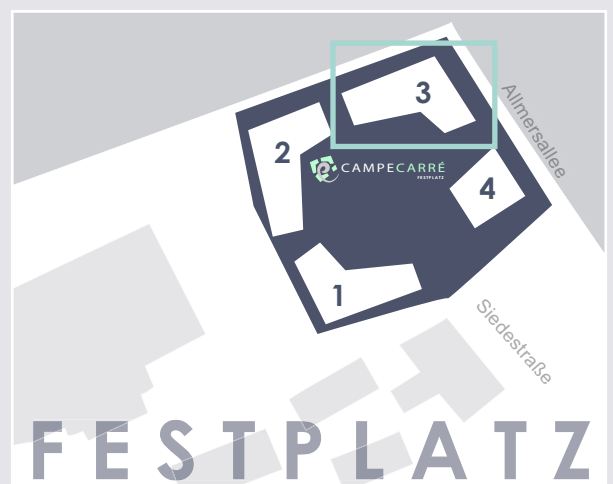 3
Allmersallee
2
CAMPECARRÉ
FESTPLATZ
4
1
Siedestraße
FESTPLATZ